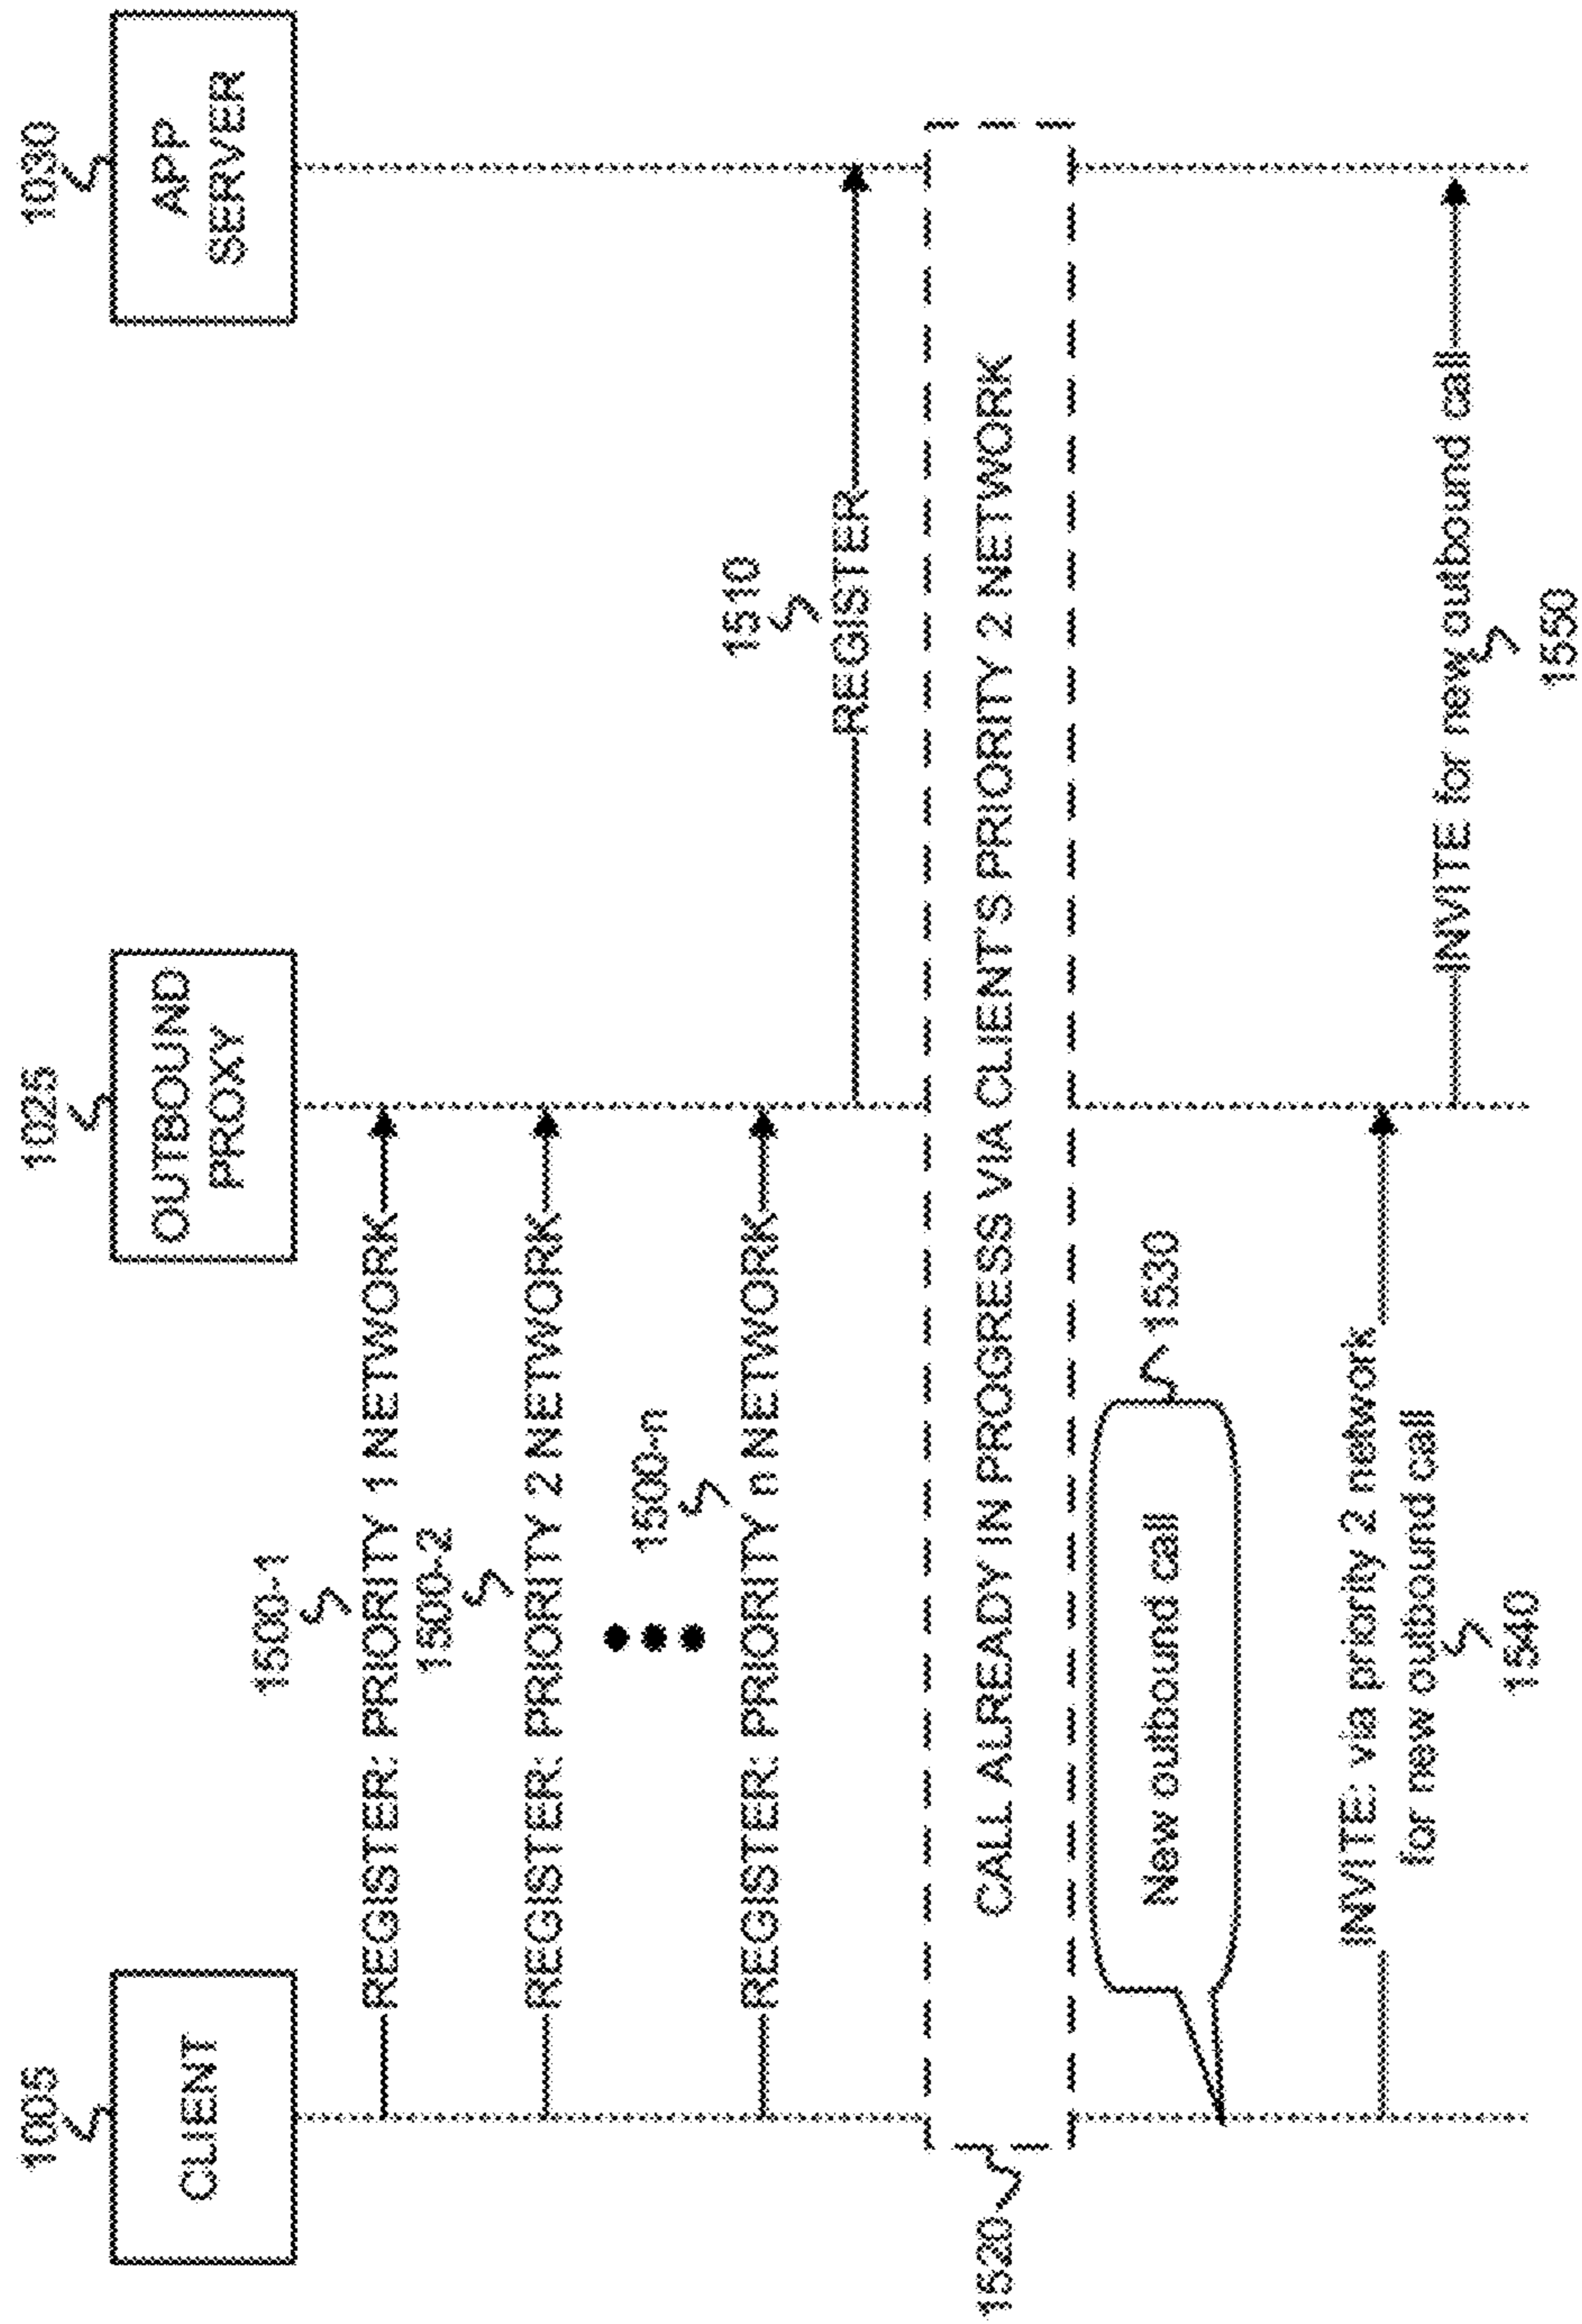 1005
1025
1030
CLIENT
OUTBOUND
PROXY
APP
SERVER
1500-1
REGISTER: PRIORITY 1 NETWORK
1500-2
REGISTER: PRIORITY 2 NETWORK
1500-n
REGISTER: PRIORITY n NETWORK
1510
REGISTER
1520
CALL ALREADY IN PROGRESS VIA CLIENT'S PRIORITY 2 NETWORK
New outbound call
1530
INVITE via priority 2 network
for new outbound call
1540
INVITE for new outbound call
1550